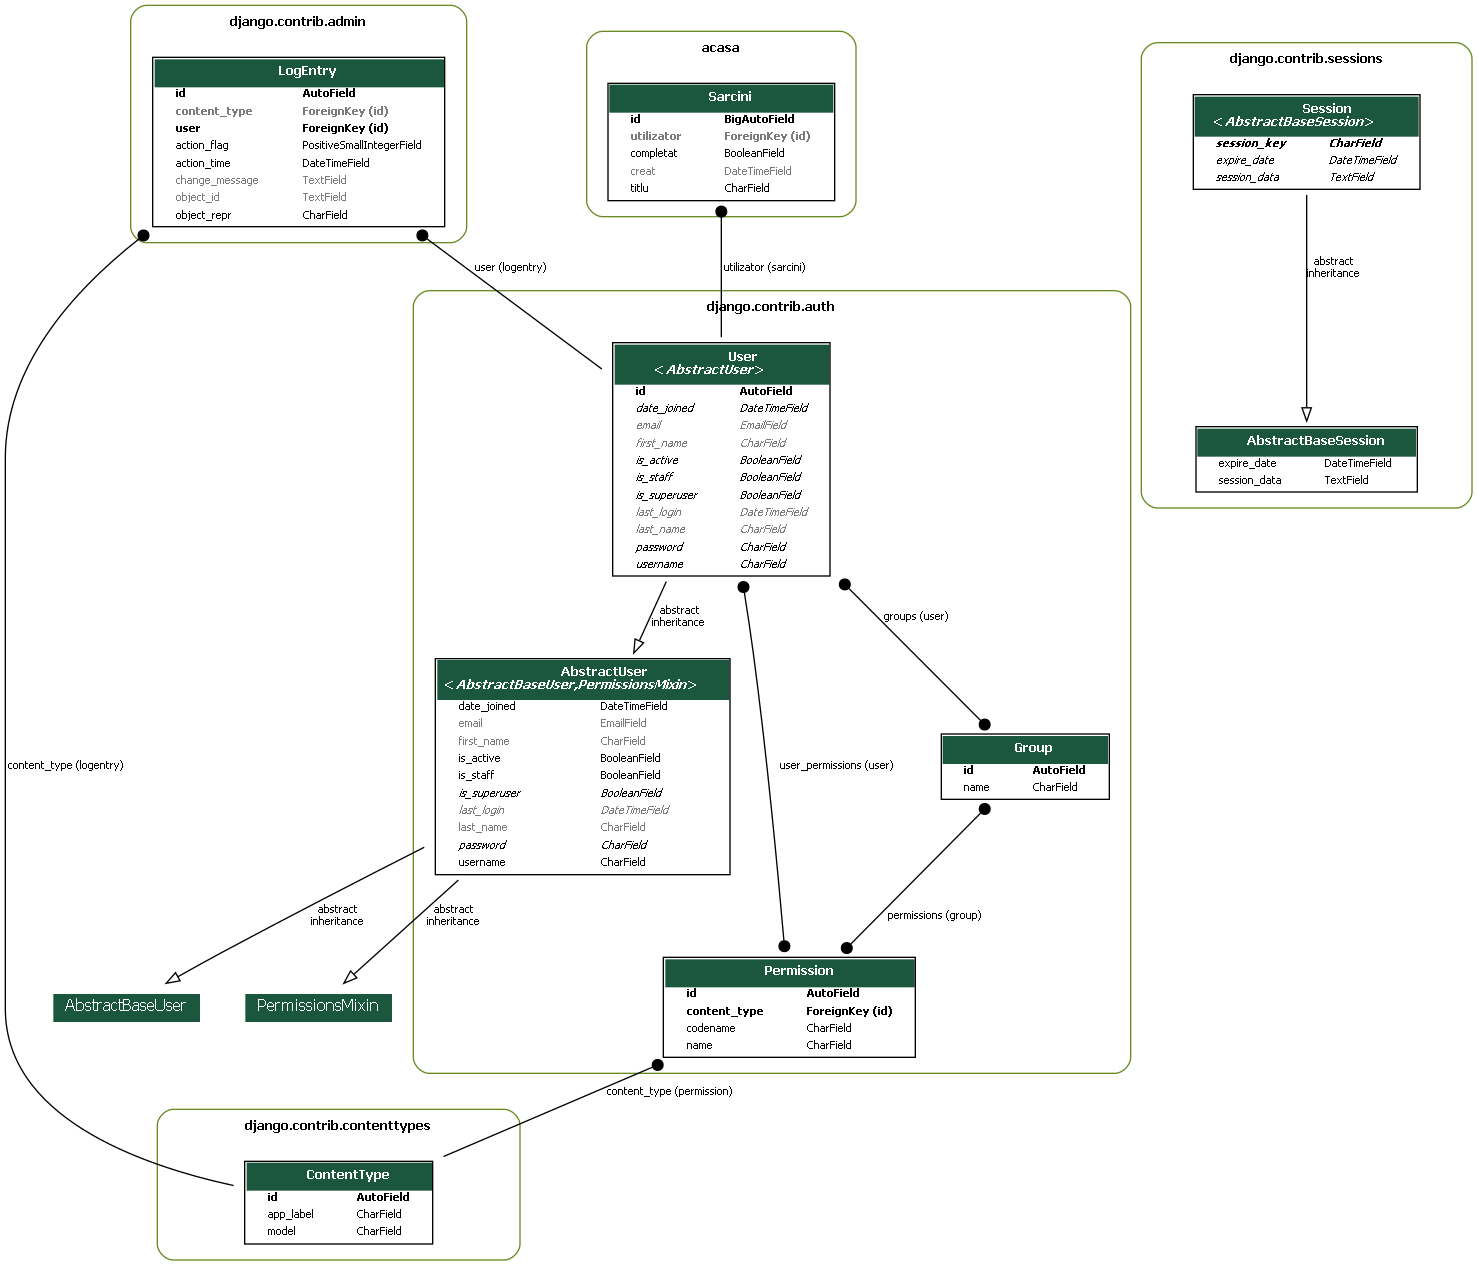 django.contrib.admin
LogEntry
id AutoField
content_type ForeignKey (id)
user ForeignKey (id)
action_flag PositiveSmallIntegerField
action_time DateTimeField
change_message TextField
object_id TextField
object_repr CharField
acasa
Sarcini
id BigAutoField
utilizator ForeignKey (id)
completat BooleanField
creat DateTimeField
titlu CharField
django.contrib.sessions
Session
<AbstractBaseSession>
session_key CharField
expire_date DateTimeField
session_data TextField
abstract
inheritance
AbstractBaseSession
expire_date DateTimeField
session_data TextField
user (logentry)
utilizator (sarcini)
django.contrib.auth
User
<AbstractUser>
id AutoField
date_joined DateTimeField
email EmailField
first_name CharField
is_active BooleanField
is_staff BooleanField
is_superuser BooleanField
last_login DateTimeField
last_name CharField
password CharField
username CharField
abstract
inheritance
groups (user)
AbstractUser
<AbstractBaseUser,PermissionsMixin>
date_joined DateTimeField
email EmailField
first_name CharField
is_active BooleanField
is_staff BooleanField
is_superuser BooleanField
last_login DateTimeField
last_name CharField
password CharField
username CharField
user_permissions (user)
Group
id AutoField
name CharField
content_type (logentry)
abstract
inheritance
abstract
inheritance
permissions (group)
AbstractBaseUser
PermissionsMixin
Permission
id AutoField
content_type ForeignKey (id)
codename CharField
name CharField
content_type (permission)
django.contrib.contenttypes
ContentType
id AutoField
app_label CharField
model CharField